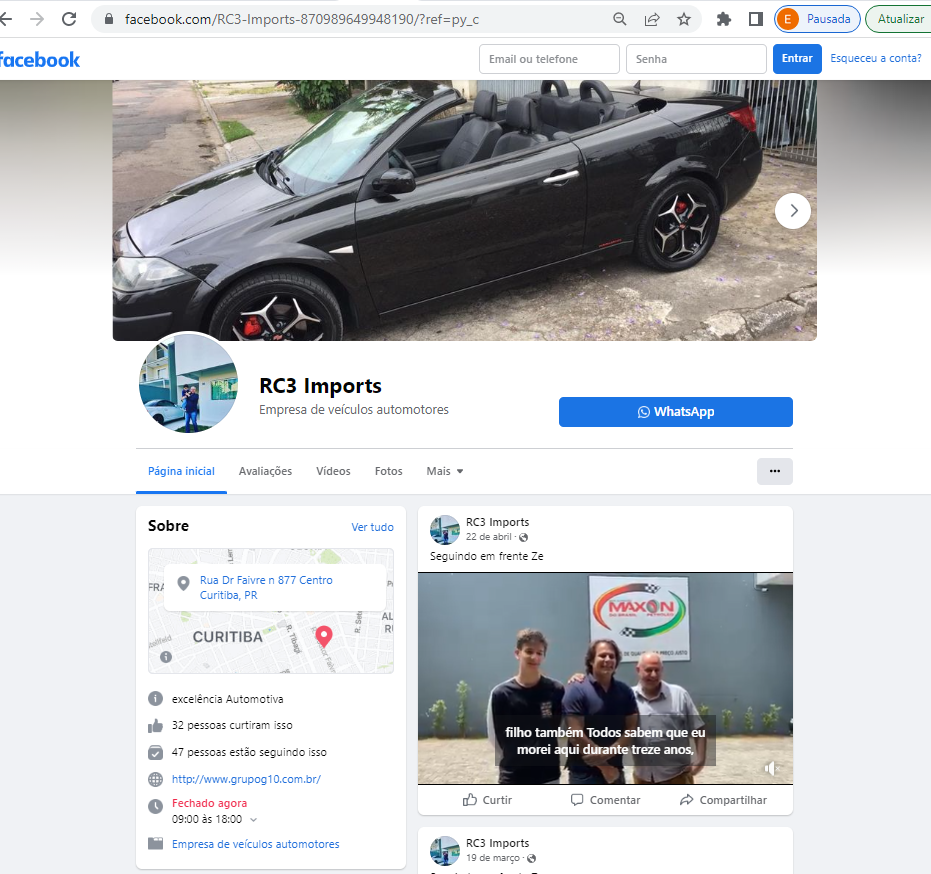 facebook.com/RC3-Imports-870989649948190/?ref=py_c
E
Pausada
Atualizar
facebook
Email ou telefone
Senha
Entrar
Esqueceu a conta?
RC3 Imports
Empresa de veículos automotores
WhatsApp
Página inicial
Avaliações
Vídeos
Fotos
Mais
Sobre
Ver tudo
Rua Dr Faivre n 877 Centro
Curitiba, PR
CURITIBA
R. Tibagi
excelência Automotiva
32 pessoas curtiram isso
47 pessoas estão seguindo isso
http://www.grupog10.com.br/
Fechado agora
09:00 às 18:00
Empresa de veículos automotores
RC3 Imports
22 de abril ·
Seguindo em frente Ze
MAXON
filho também Todos sabem que eu
morei aqui durante treze anos,
Curtir
Comentar
Compartilhar
RC3 Imports
19 de março ·